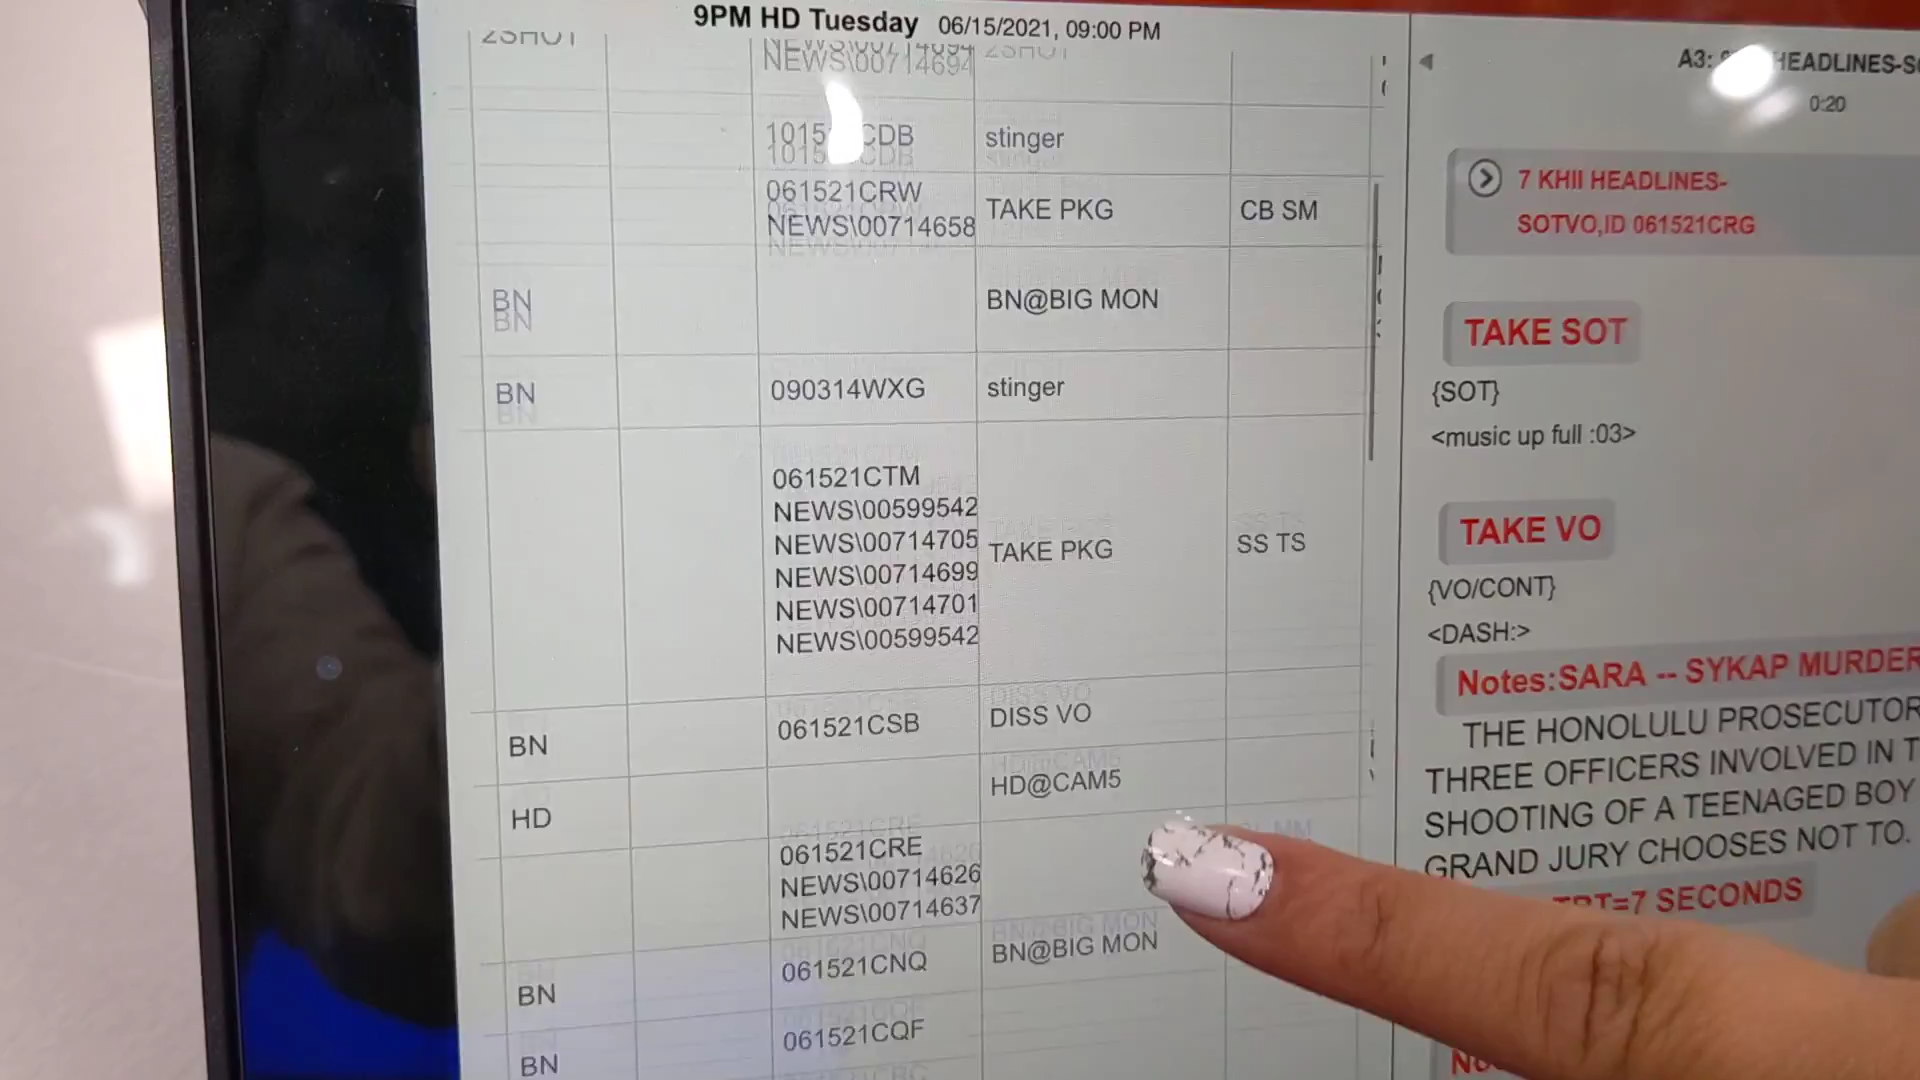 9PM HD Tuesday 06/15/2021, 09:00 PM
2SHOT NEWS\00714694 2SHOT
stinger
061521CRW
NEWS\00714658 TAKE PKG CB SM
BN BN@BIG MON
BN 090314WXG stinger
061521CTM
NEWS\00599542
NEWS\00714705
NEWS\00714699
NEWS\00714701
NEWS\00599542
TAKE PKG SS TS
BN 061521CSB DISS VO
HD HD@CAM5
061521CRE
NEWS\00714626
NEWS\00714637
BN 061521CNQ BN@BIG MON
BN 061521CQF
A3: HEADLINES-
0:20
7 KHII HEADLINES-
SOTVO,ID 061521CRG
TAKE SOT
{SOT}
<music up full :03>
TAKE VO
{VO/CONT}
<DASH:>
Notes:SARA -- SYKAP MURDER
THE HONOLULU PROSECUTOR
THREE OFFICERS INVOLVED IN
SHOOTING OF A TEENAGED BOY
GRAND JURY CHOOSES NOT TO.
TRT=7 SECONDS